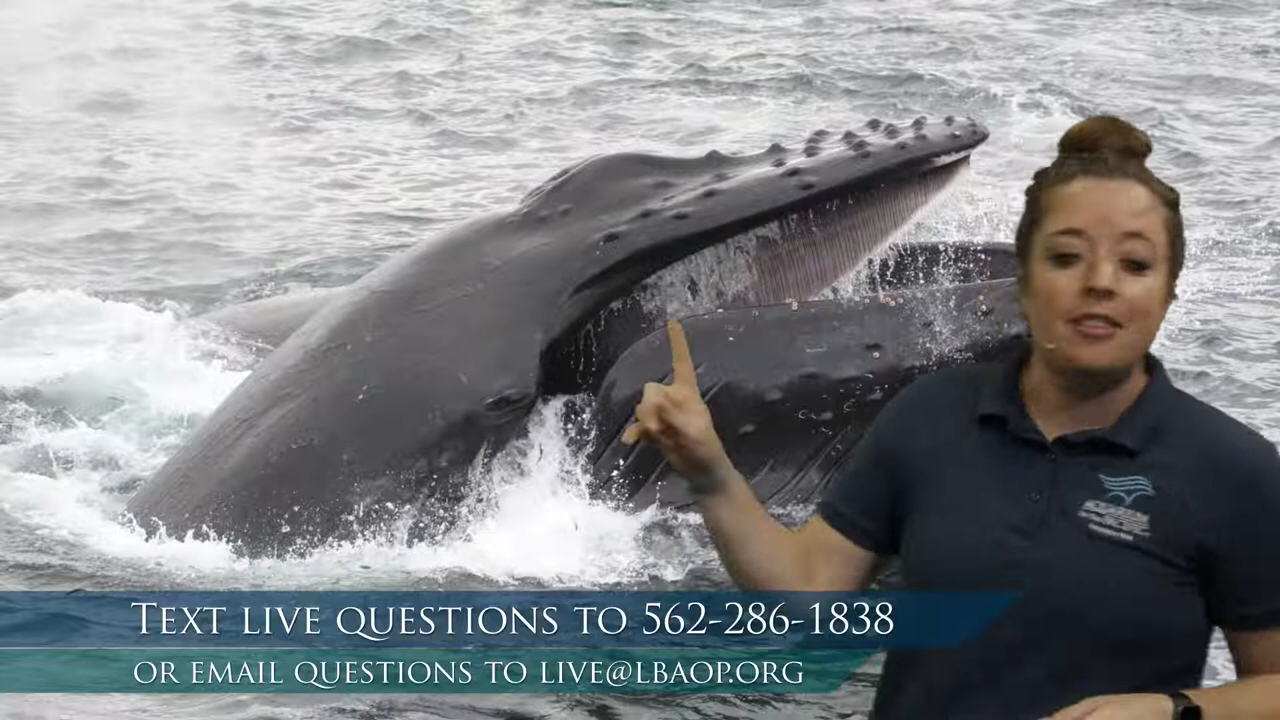 TEXT LIVE QUESTIONS TO 562-286-1838
OR EMAIL QUESTIONS TO LIVE@LBAOP.ORG